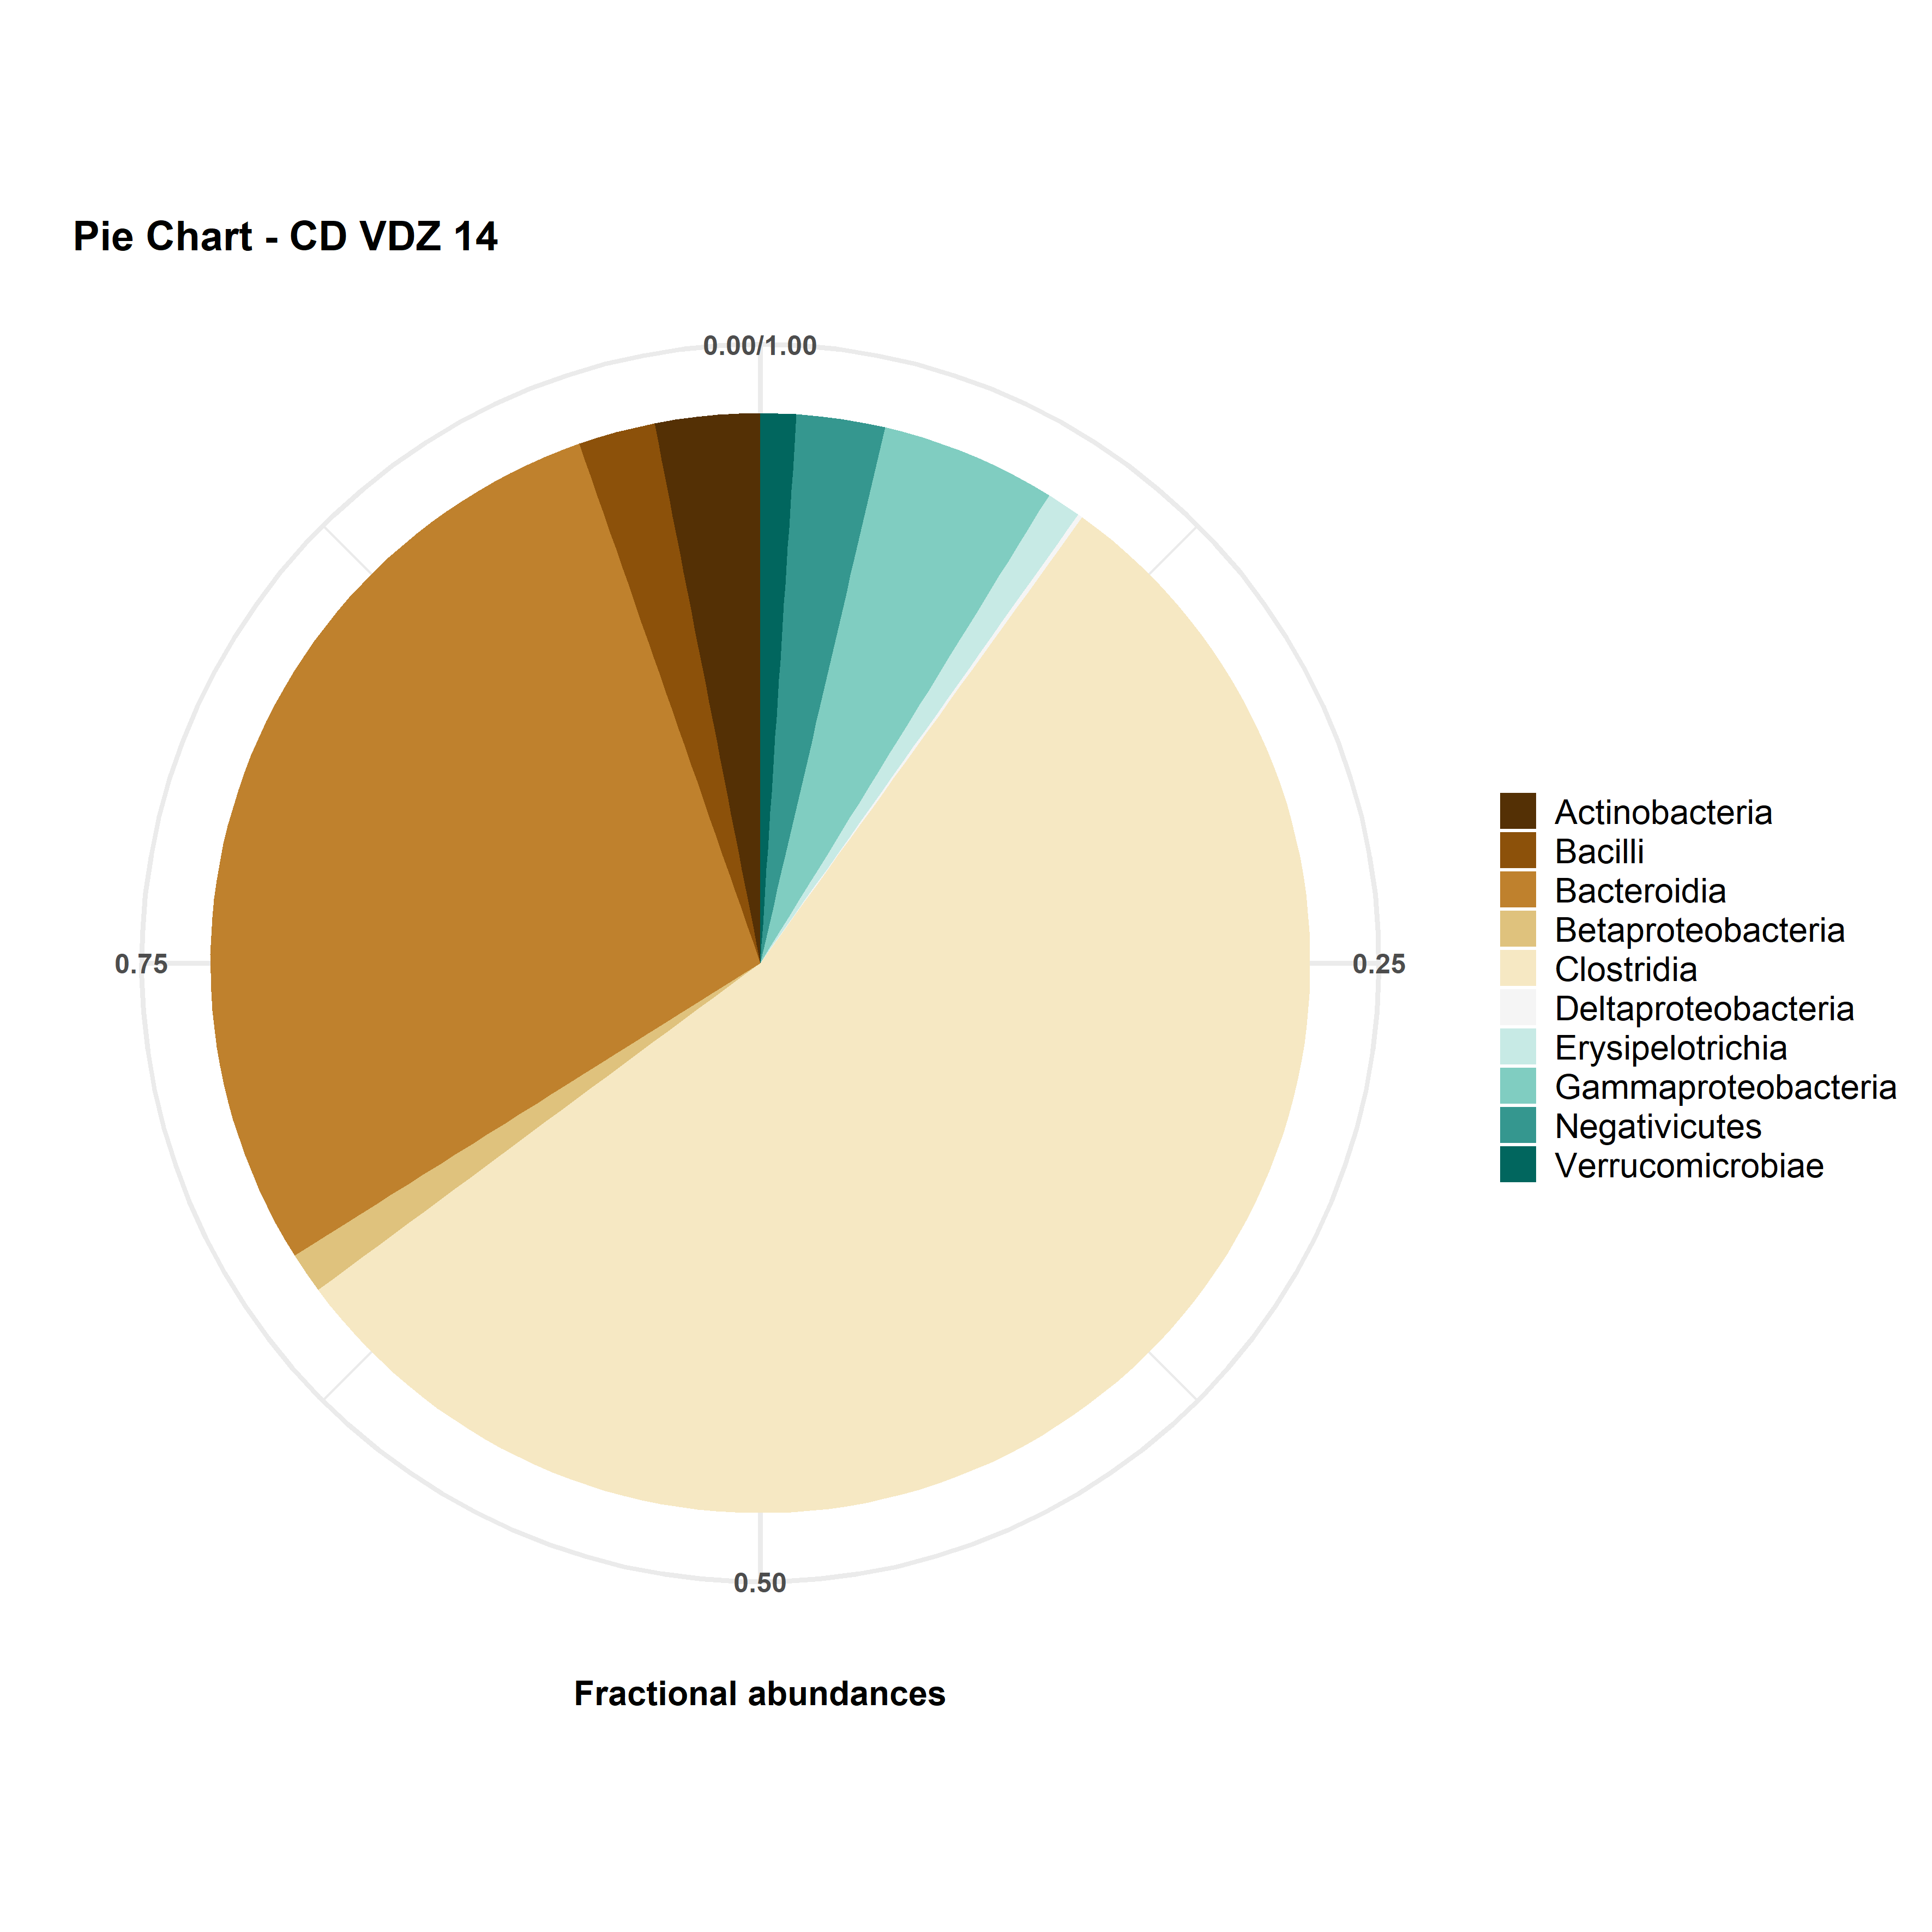 Pie Chart - CD VDZ 14
0.00/1.00
0.75
0.25
0.50
Actinobacteria
Bacilli
Bacteroidia
Betaproteobacteria
Clostridia
Deltaproteobacteria
Erysipelotrichia
Gammaproteobacteria
Negativicutes
Verrucomicrobiae
Fractional abundances